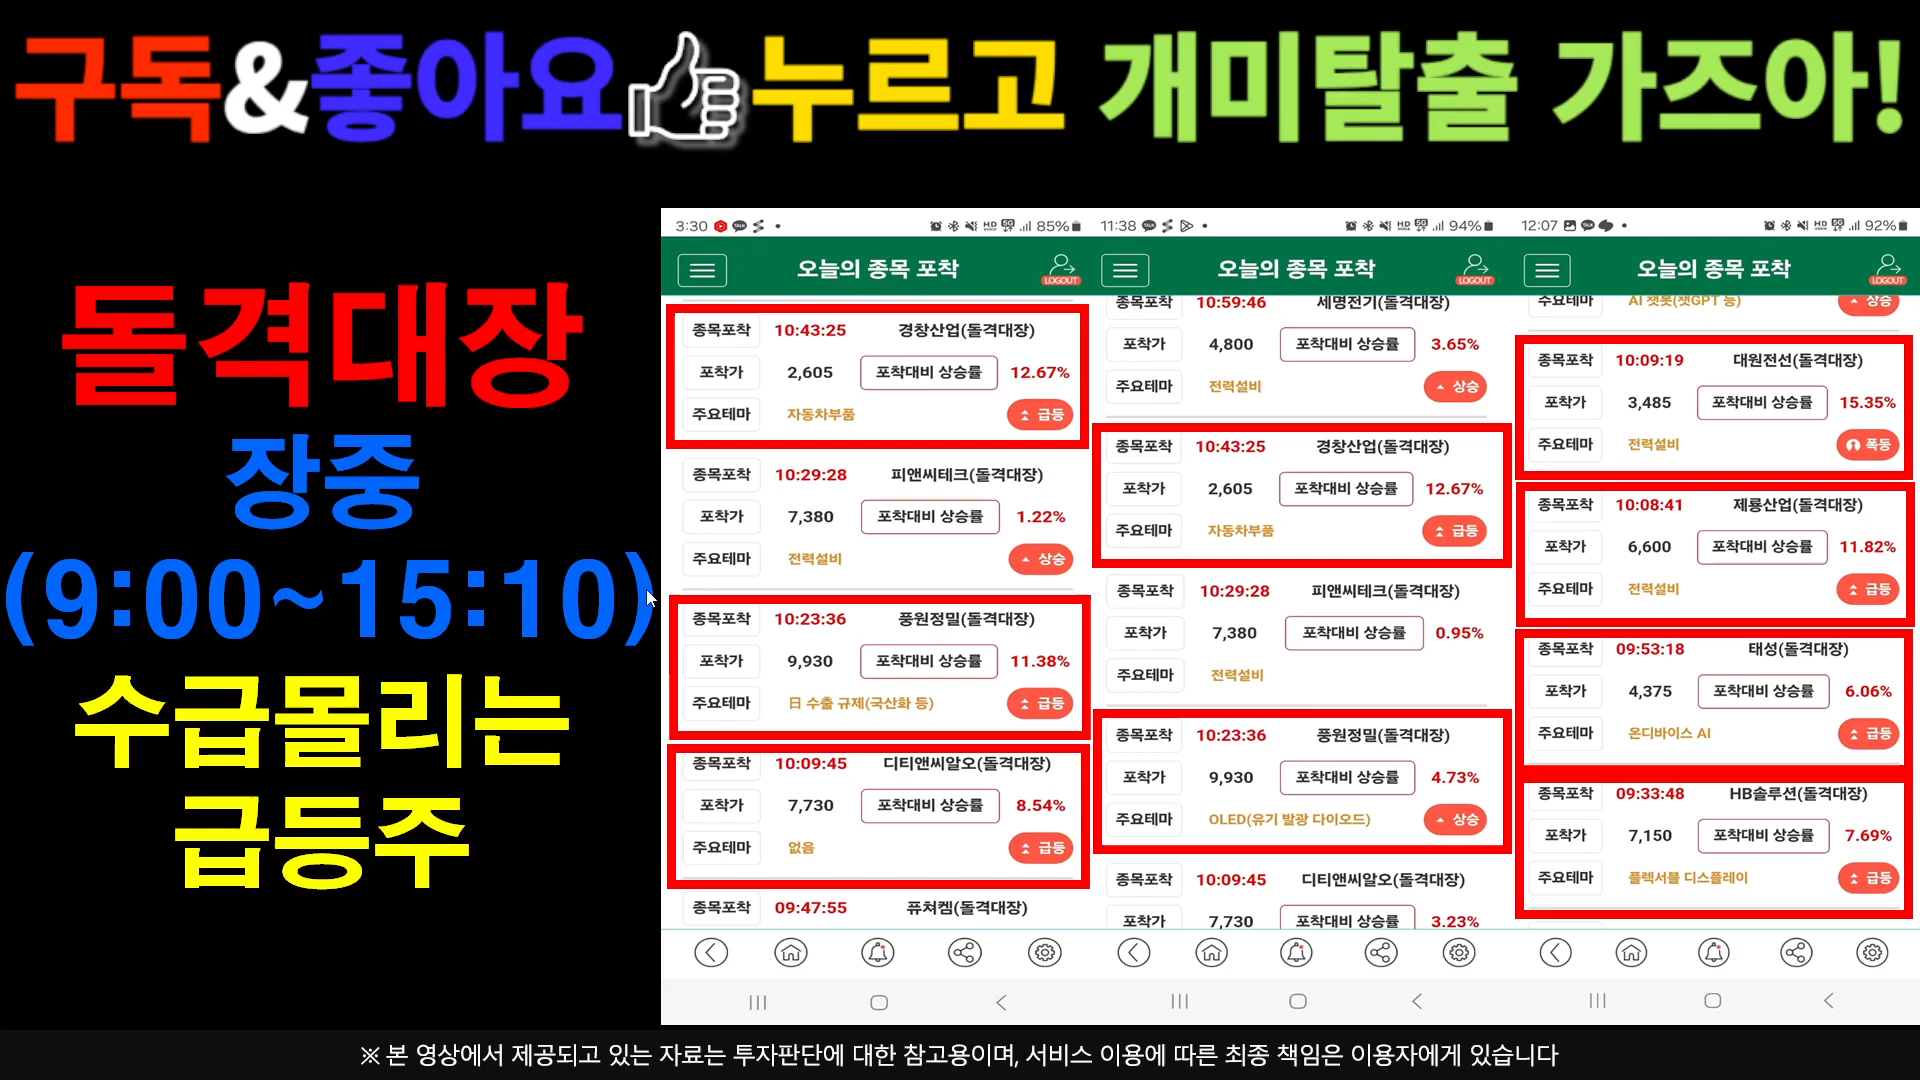 구독&좋아요 누르고 개미탈출 가즈아!
돌격대장
장중
(9:00~15:10)
수급몰리는
급등주
3:30 85%
오늘의 종목 포착
LOGOUT
종목포착 10:43:25 경창산업(돌격대장)
포착가 2,605 포착대비 상승률 12.67%
주요테마 자동차부품 급등
종목포착 10:29:28 피앤씨테크(돌격대장)
포착가 7,380 포착대비 상승률 1.22%
주요테마 전력설비 상승
종목포착 10:23:36 풍원정밀(돌격대장)
포착가 9,930 포착대비 상승률 11.38%
주요테마 日 수출 규제(국산화 등) 급등
종목포착 10:09:45 디티앤씨알오(돌격대장)
포착가 7,730 포착대비 상승률 8.54%
주요테마 없음 급등
종목포착 09:47:55 퓨쳐켐(돌격대장)
11:38 94%
오늘의 종목 포착
LOGOUT
종목포착 10:59:46 세명전기(돌격대장)
포착가 4,800 포착대비 상승률 3.65%
주요테마 전력설비 상승
종목포착 10:43:25 경창산업(돌격대장)
포착가 2,605 포착대비 상승률 12.67%
주요테마 자동차부품 급등
종목포착 10:29:28 피앤씨테크(돌격대장)
포착가 7,380 포착대비 상승률 0.95%
주요테마 전력설비
종목포착 10:23:36 풍원정밀(돌격대장)
포착가 9,930 포착대비 상승률 4.73%
주요테마 OLED(유기 발광 다이오드) 상승
종목포착 10:09:45 디티앤씨알오(돌격대장)
포착가 7,730 포착대비 상승률 3.23%
12:07 92%
오늘의 종목 포착
LOGOUT
주요테마 AI 챗봇(챗GPT 등) 상승
종목포착 10:09:19 대원전선(돌격대장)
포착가 3,485 포착대비 상승률 15.35%
주요테마 전력설비 폭등
종목포착 10:08:41 제룡산업(돌격대장)
포착가 6,600 포착대비 상승률 11.82%
주요테마 전력설비 급등
종목포착 09:53:18 태성(돌격대장)
포착가 4,375 포착대비 상승률 6.06%
주요테마 온디바이스 AI 급등
종목포착 09:33:48 HB솔루션(돌격대장)
포착가 7,150 포착대비 상승률 7.69%
주요테마 플렉서블 디스플레이 급등
※ 본 영상에서 제공되고 있는 자료는 투자판단에 대한 참고용이며, 서비스 이용에 따른 최종 책임은 이용자에게 있습니다